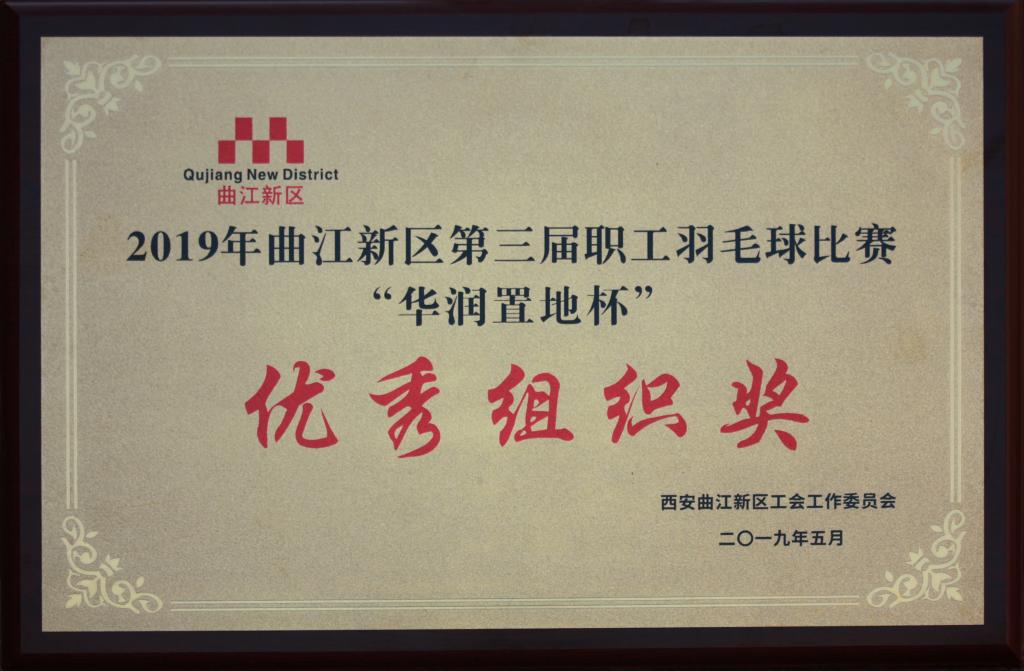 Qujiang New District
曲江新区
2019年曲江新区第三届职工羽毛球比赛
“华润置地杯”
优秀组织奖
西安曲江新区工会工作委员会
二〇一九年五月